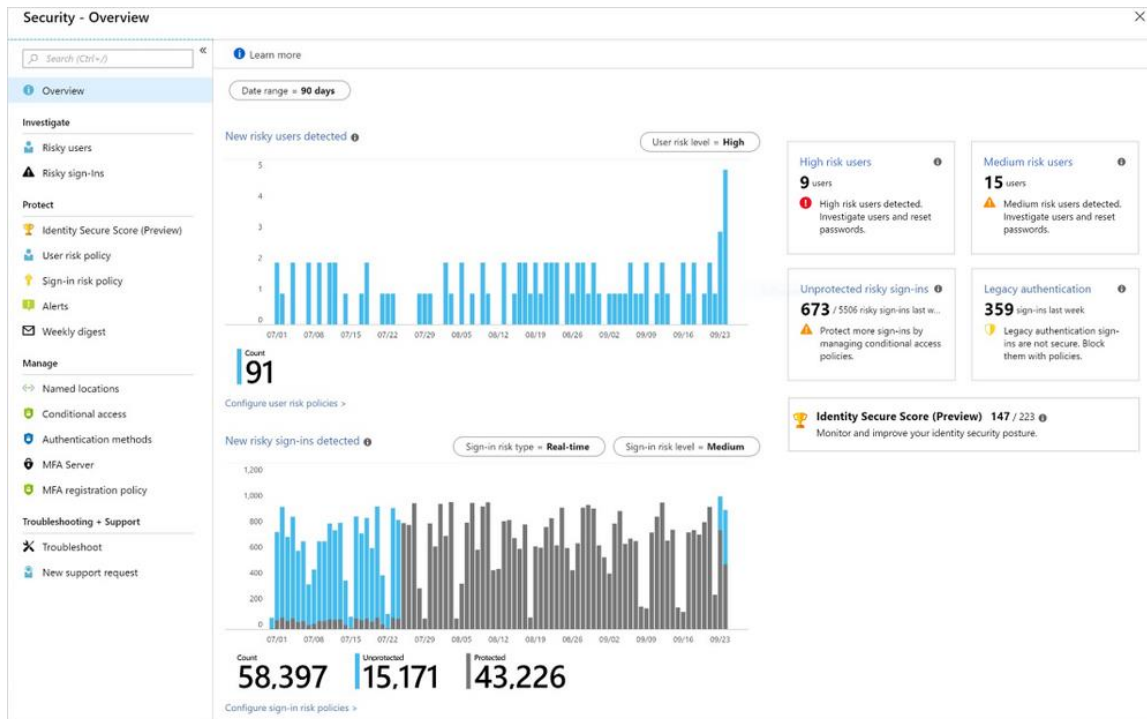 Security - Overview
Search (Ctrl+/)
«
Overview
Investigate
Risky users
Risky sign-Ins
Protect
Identity Secure Score (Preview)
User risk policy
Sign-in risk policy
Alerts
Weekly digest
Manage
Named locations
Conditional access
Authentication methods
MFA Server
MFA registration policy
Troubleshooting + Support
Troubleshoot
New support request
Learn more
Date range = 90 days
New risky users detected
User risk level = High
5
4
3
2
1
0
07/01 07/08 07/15 07/22 07/29 08/05 08/12 08/19 08/26 09/02 09/09 09/16 09/23
Count
91
Configure user risk policies >
New risky sign-ins detected
Sign-in risk type = Real-time
Sign-in risk level = Medium
1,200
1,000
800
600
400
200
0
07/01 07/08 07/15 07/22 07/29 08/05 08/12 08/19 08/26 09/02 09/09 09/16 09/23
Count
58,397
Unprotected
15,171
Protected
43,226
Configure sign-in risk policies >
High risk users
9 users
High risk users detected.
Investigate users and reset
passwords.
Medium risk users
15 users
Medium risk users detected.
Investigate users and reset
passwords.
Unprotected risky sign-ins
673 / 5506 risky sign-ins last w...
Protect more sign-ins by
managing conditional access
policies.
Legacy authentication
359 sign-ins last week
Legacy authentication sign-
ins are not secure. Block
them with policies.
Identity Secure Score (Preview) 147 / 223
Monitor and improve your identity security posture.